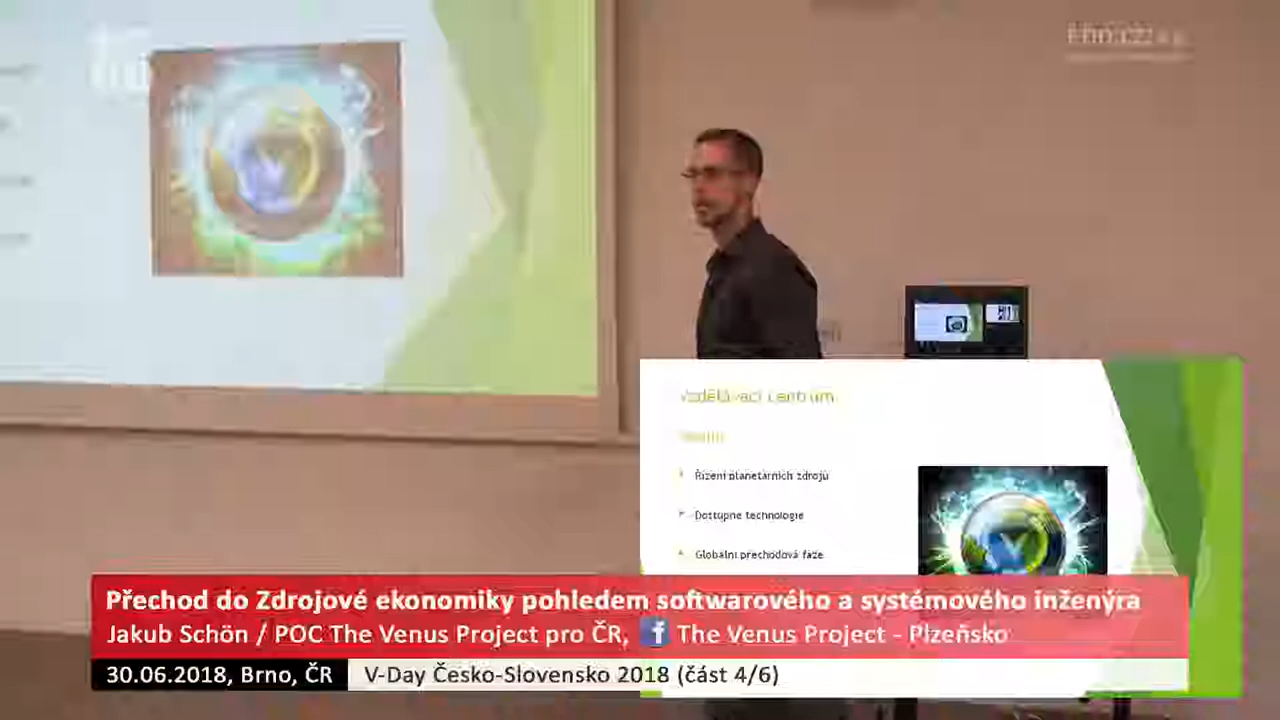 Vzdělávací centrum
Řízení planetárních zdrojů
Dostupné technologie
Globální přechodová fáze
Přechod do Zdrojové ekonomiky pohledem softwarového a systémového inženýra
Jakub Schön / POC The Venus Project pro ČR, f The Venus Project - Plzeňsko
30.06.2018, Brno, ČR V-Day Česko-Slovensko 2018 (část 4/6)